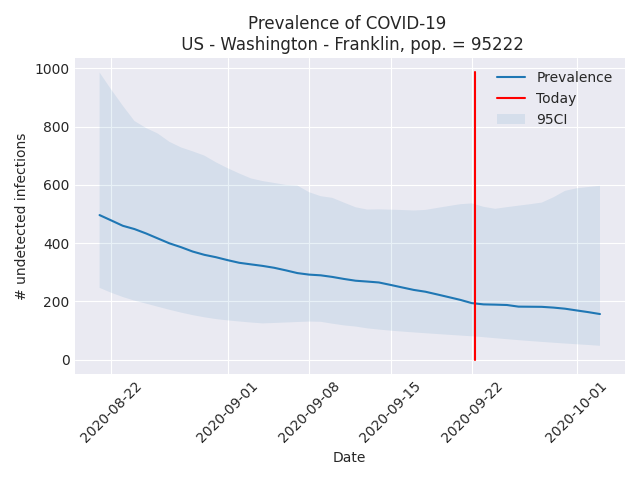 Prevalence of COVID-19
US - Washington - Franklin, pop. = 95222
1000
800
600
400
200
0
# undetected infections
Prevalence
Today
95CI
2020-08-22
2020-09-01
2020-09-08
2020-09-15
2020-09-22
2020-10-01
Date